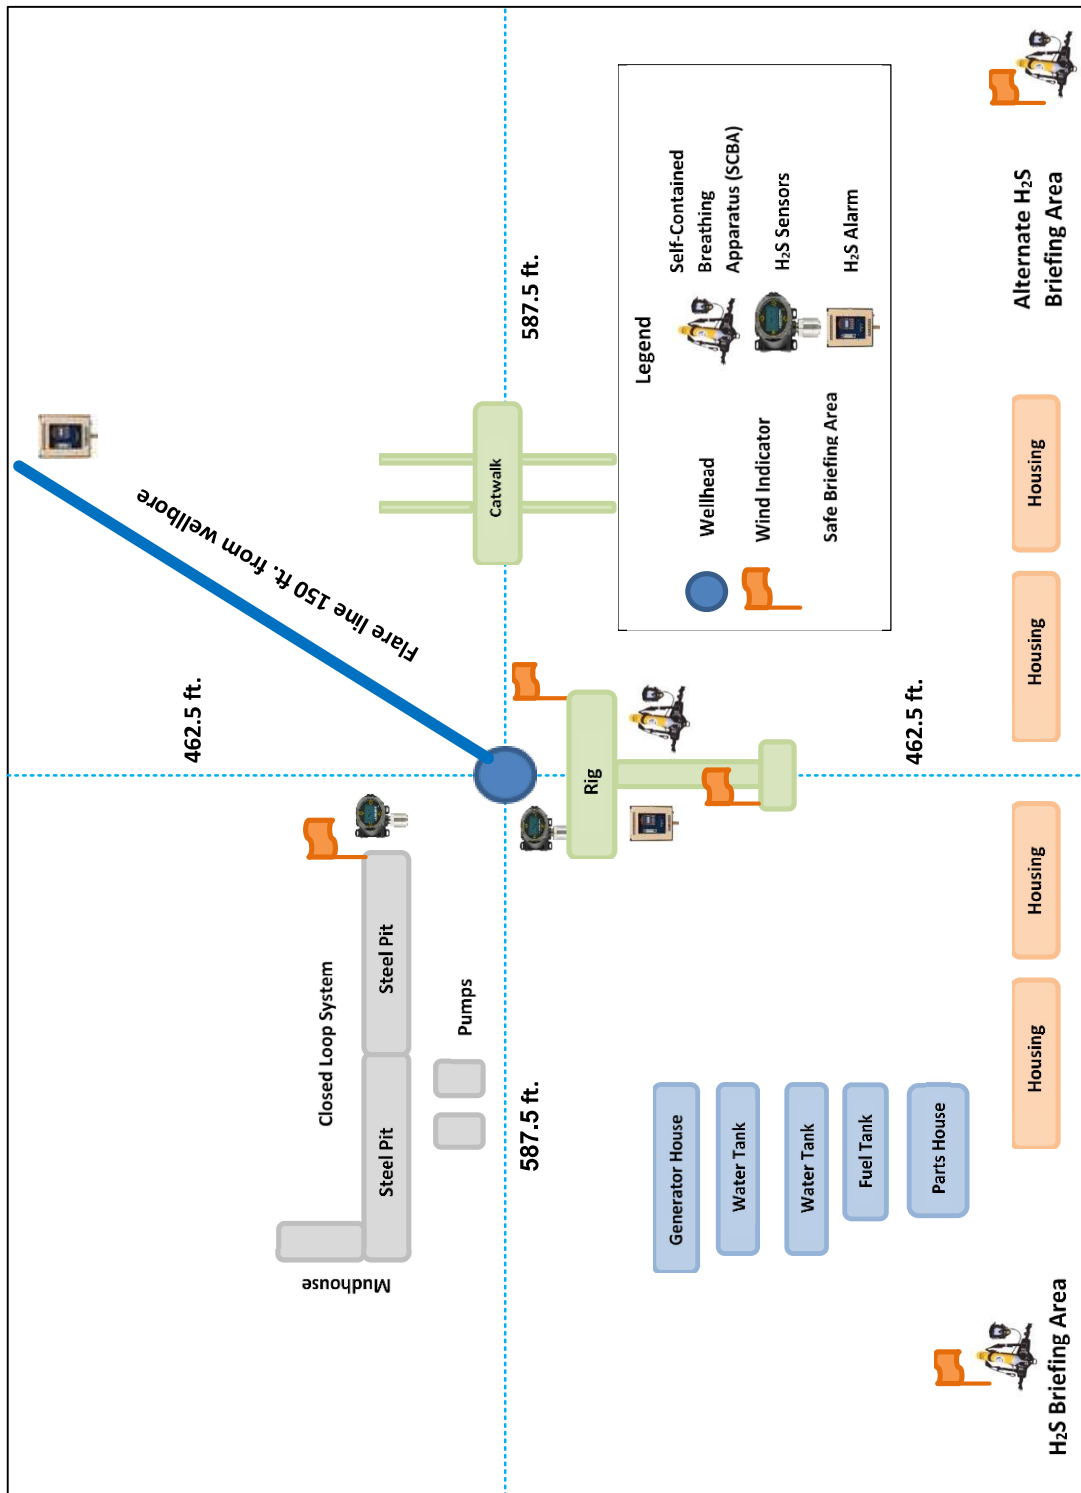 462.5 ft.
Flare line 150 ft. from wellbore
587.5 ft.
Catwalk
Closed Loop System
Steel Pit
Steel Pit
Mudhouse
Pumps
587.5 ft.
Rig
462.5 ft.
Generator House
Water Tank
Water Tank
Fuel Tank
Parts House
Legend
Wellhead
Wind Indicator
Safe Briefing Area
Self-Contained
Breathing
Apparatus (SCBA)
H₂S Sensors
H₂S Alarm
H₂S Briefing Area
Housing
Housing
Housing
Housing
Alternate H₂S
Briefing Area